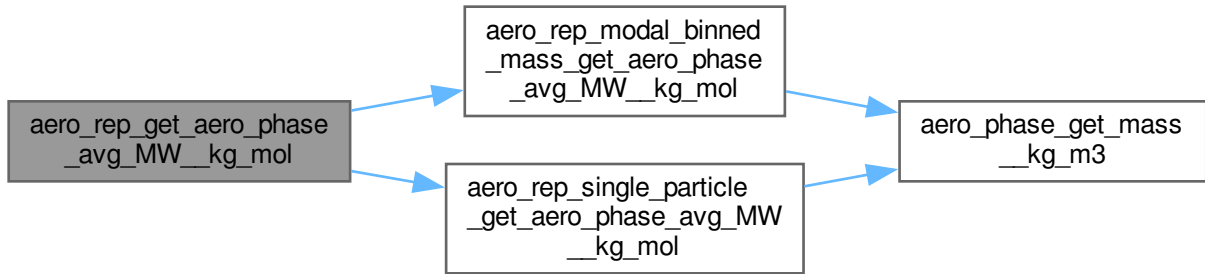 aero_rep_get_aero_phase
_avg_MW__kg_mol
aero_rep_modal_binned
_mass_get_aero_phase
_avg_MW__kg_mol
aero_rep_single_particle
_get_aero_phase_avg_MW
__kg_mol
aero_phase_get_mass
__kg_m3